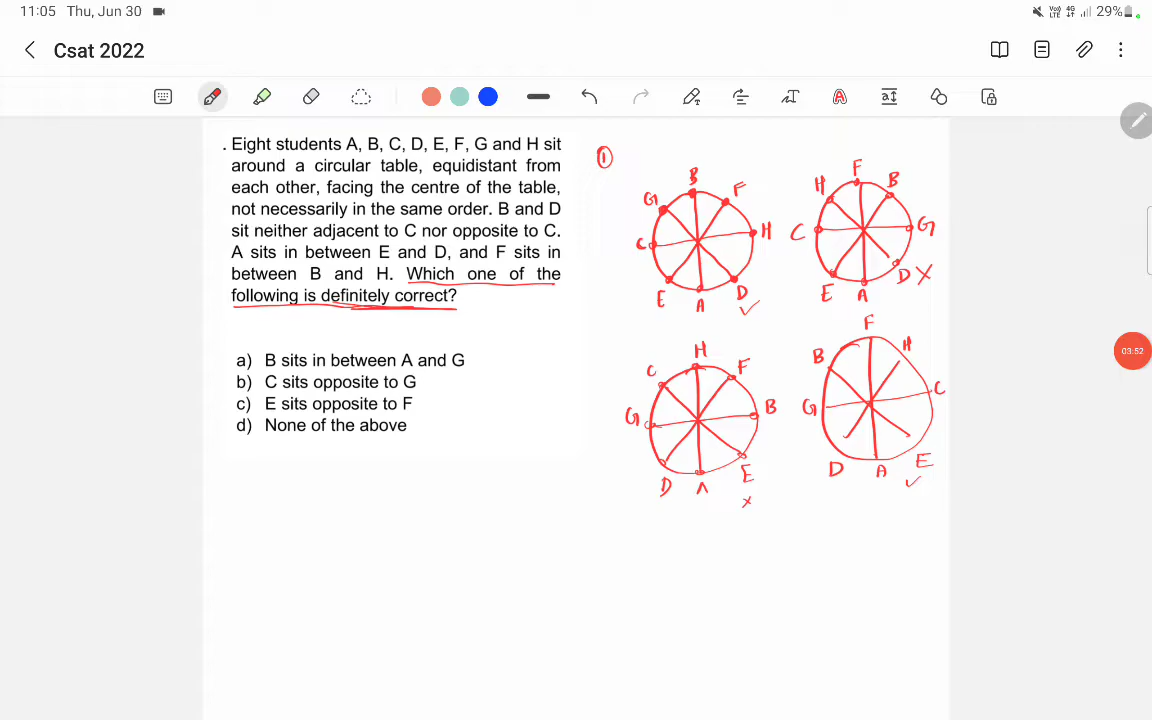 11:05 Thu, Jun 30
Vo)) LTE 4G 29%
Csat 2022
. Eight students A, B, C, D, E, F, G and H sit
around a circular table, equidistant from
each other, facing the centre of the table,
not necessarily in the same order. B and D
sit neither adjacent to C nor opposite to C.
A sits in between E and D, and F sits in
between B and H. Which one of the
following is definitely correct?
a) B sits in between A and G
b) C sits opposite to G
c) E sits opposite to F
d) None of the above
1
B
G F
C H
E D
A
F
H B
C G
E D X
A
H
C F
G B
D E
A
x
F
B H
G C
D A E
03:52